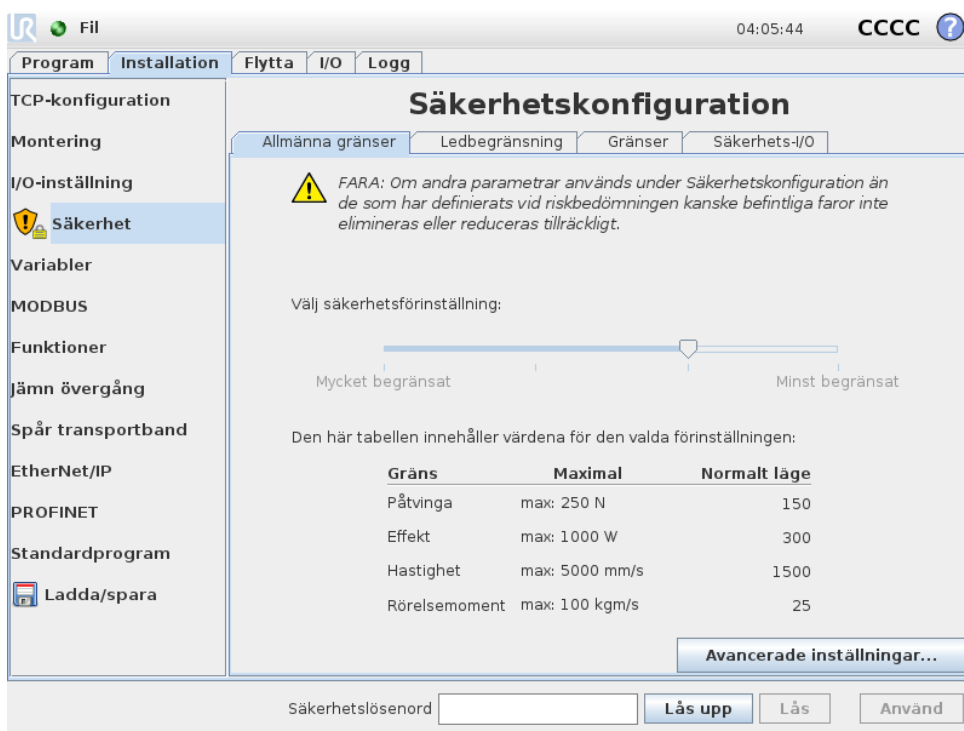 UR Fil 04:05:44 CCCC ?
Program Installation Flytta I/O Logg
TCP-konfiguration
Montering
I/O-inställning
Säkerhet
Variabler
MODBUS
Funktioner
Jämn övergång
Spår transportband
EtherNet/IP
PROFINET
Standardprogram
Ladda/spara
Säkerhetskonfiguration
Allmänna gränser Ledbegränsning Gränser Säkerhets-I/O
FARA: Om andra parametrar används under Säkerhetskonfiguration än
de som har definierats vid riskbedömningen kanske befintliga faror inte
elimineras eller reduceras tillräckligt.
Välj säkerhetsförinställning:
Mycket begränsat Minst begränsat
Den här tabellen innehåller värdena för den valda förinställningen:
Gräns Maximal Normalt läge
Påtvinga max: 250 N 150
Effekt max: 1000 W 300
Hastighet max: 5000 mm/s 1500
Rörelsemoment max: 100 kgm/s 25
Avancerade inställningar...
Säkerhetslösenord Lås upp Lås Använd